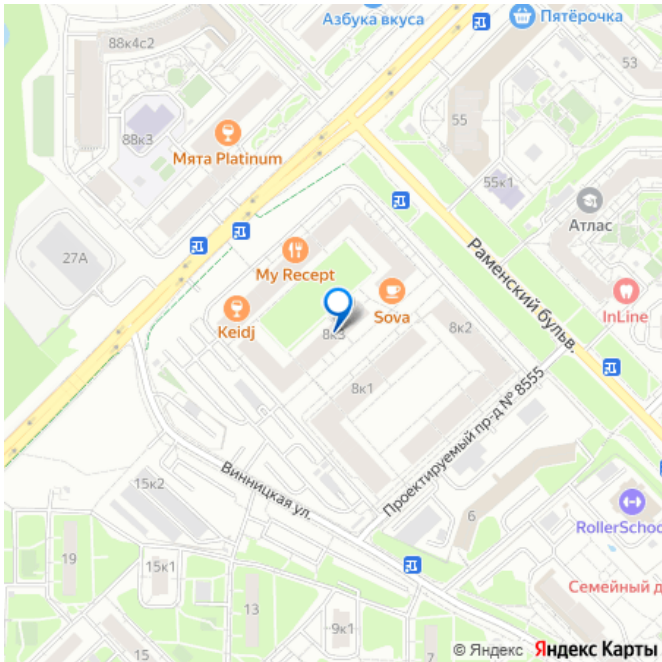 Азбука вкуса
Пятёрочка
88к4с2
53
55
88к3
Мята Platinum
55к1
Атлас
27А
My Recept
Раменский бульв.
InLine
Keidj
Sova
8к3
8к2
8к1
Проектируемый пр-д № 8555
Винницкая ул.
15к2
6
RollerSchoo
19
15к1
Семейный д
13
9к1
7
© Яндекс Яндекс Карты